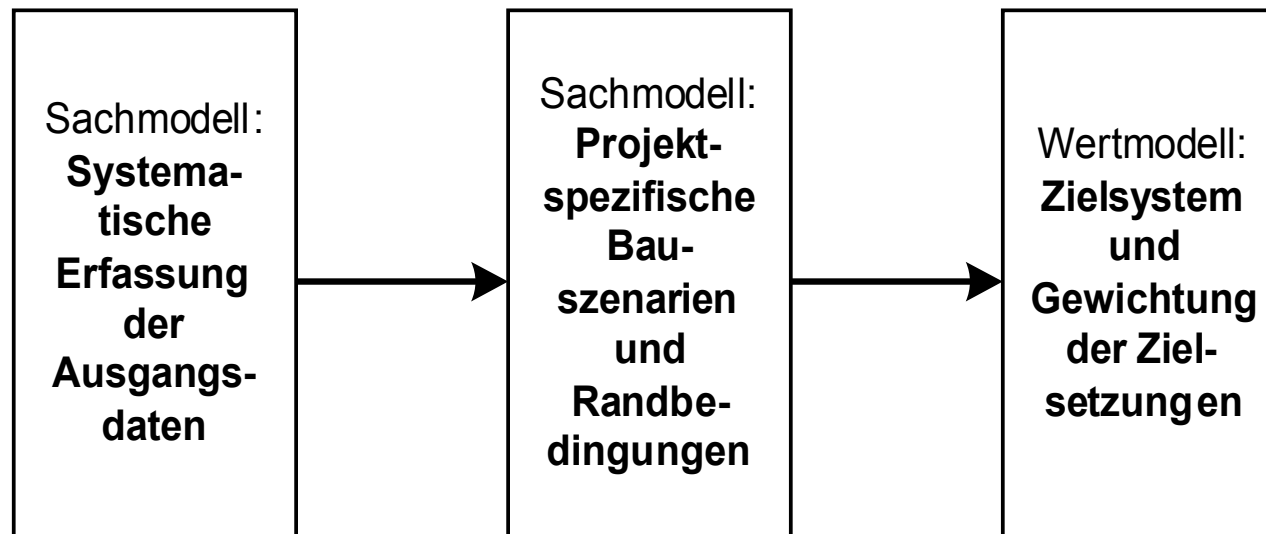 Sachmodell:
Systema-
tische
Erfassung
der
Ausgangs-
daten
Sachmodell:
Projekt-
spezifische
Bau-
szenarien
und
Randbe-
dingungen
Wertmodell:
Zielsystem
und
Gewichtung
der Ziel-
setzungen